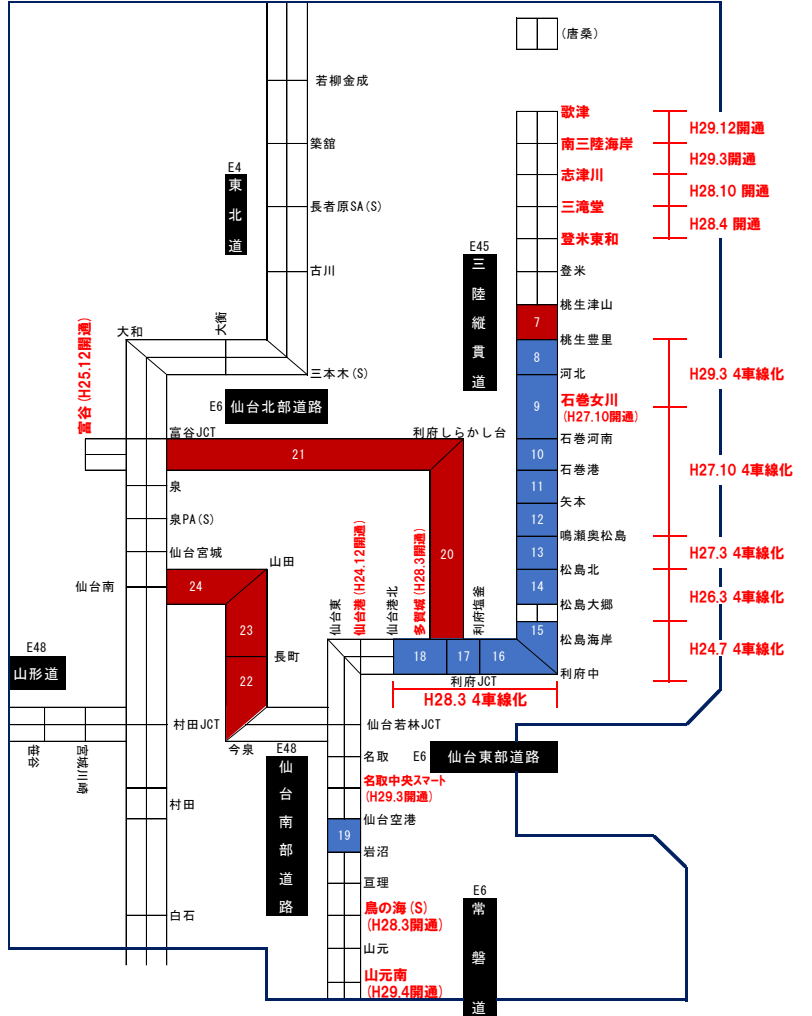 (唐桑)
若柳金成
築館
長者原SA(S)
古川
E4
東北道
大衡
大和
三本木(S)
富谷(H25.12開通)
E6 仙台北部道路
富谷JCT
利府しらかし台
21
泉
泉PA(S)
仙台宮城
仙台南
24
山田
23
22
長町
今泉
20
E45
三陸縦貫道
歌津
南三陸海岸
志津川
三滝堂
登米東和
登米
桃生津山
7
桃生豊里
8
河北
9
石巻女川
(H27.10開通)
石巻河南
10
石巻港
11
矢本
12
鳴瀬奥松島
13
松島北
14
松島大郷
15
松島海岸
利府中
H29.12開通
H29.3開通
H28.10 開通
H28.4 開通
H29.3 4車線化
H27.10 4車線化
H27.3 4車線化
H26.3 4車線化
H24.7 4車線化
仙台東
仙台港(H24.12開通)
仙台港北
多賀城(H28.3開通)
利府塩釜
18
17
16
利府JCT
H28.3 4車線化
E48
山形道
笹谷
宮城川崎
村田JCT
村田
白石
E48
仙台南部道路
仙台若林JCT
名取
E6 仙台東部道路
名取中央スマート
(H29.3開通)
仙台空港
19
岩沼
亘理
鳥の海(S)
(H28.3開通)
山元
山元南
(H29.4開通)
E6
常磐道